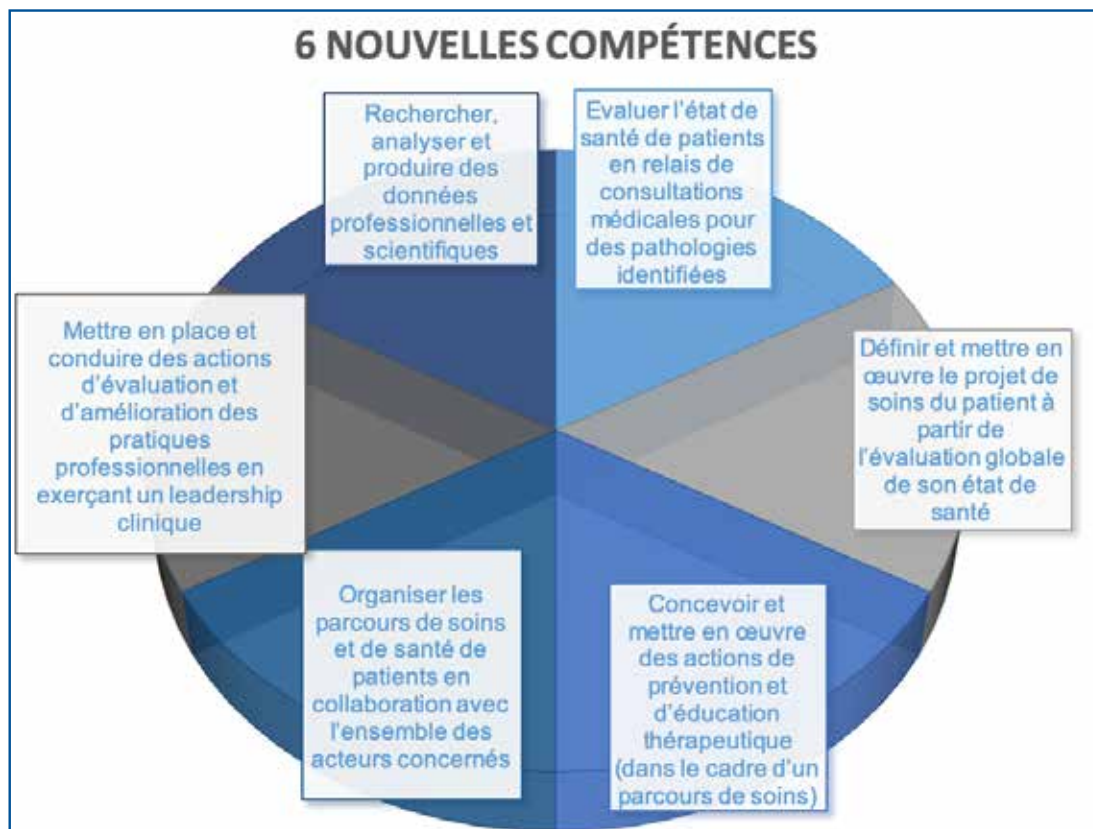 6 NOUVELLES COMPÉTENCES
Rechercher,
analyser et
produire des
données
professionnelles et
scientifiques
Evaluer l'état de
santé de patients
en relais de
consultations
médicales pour
des pathologies
identifiées
Mettre en place et
conduire des actions
d'évaluation et
d'amélioration des
pratiques
professionnelles en
exerçant un leadership
clinique
Définir et mettre en
œuvre le projet de
soins du patient à
partir de
l'évaluation globale
de son état de
santé
Organiser les
parcours de soins
et de santé de
patients en
collaboration avec
l'ensemble des
acteurs concernés
Concevoir et
mettre en œuvre
des actions de
prévention et
d'éducation
thérapeutique
(dans le cadre d'un
parcours de soins)